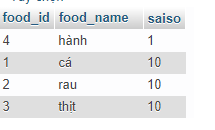 food_id food_name saiso
4 hành 1
1 cá 10
2 rau 10
3 thịt 10